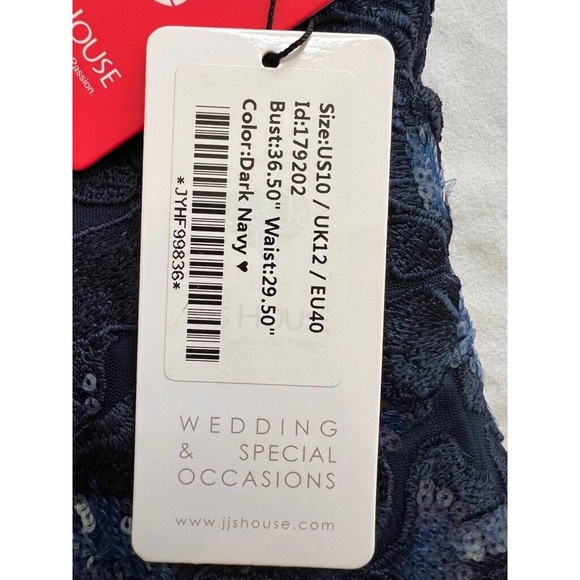 HOUSE
Passion.
Size:US10 / UK12 / EU40
Id:179202
Bust:36.50" Waist:29.50"
Color:Dark Navy ♥
*JYHF99836*
WEDDING
& SPECIAL
OCCASIONS
www.jjshouse.com